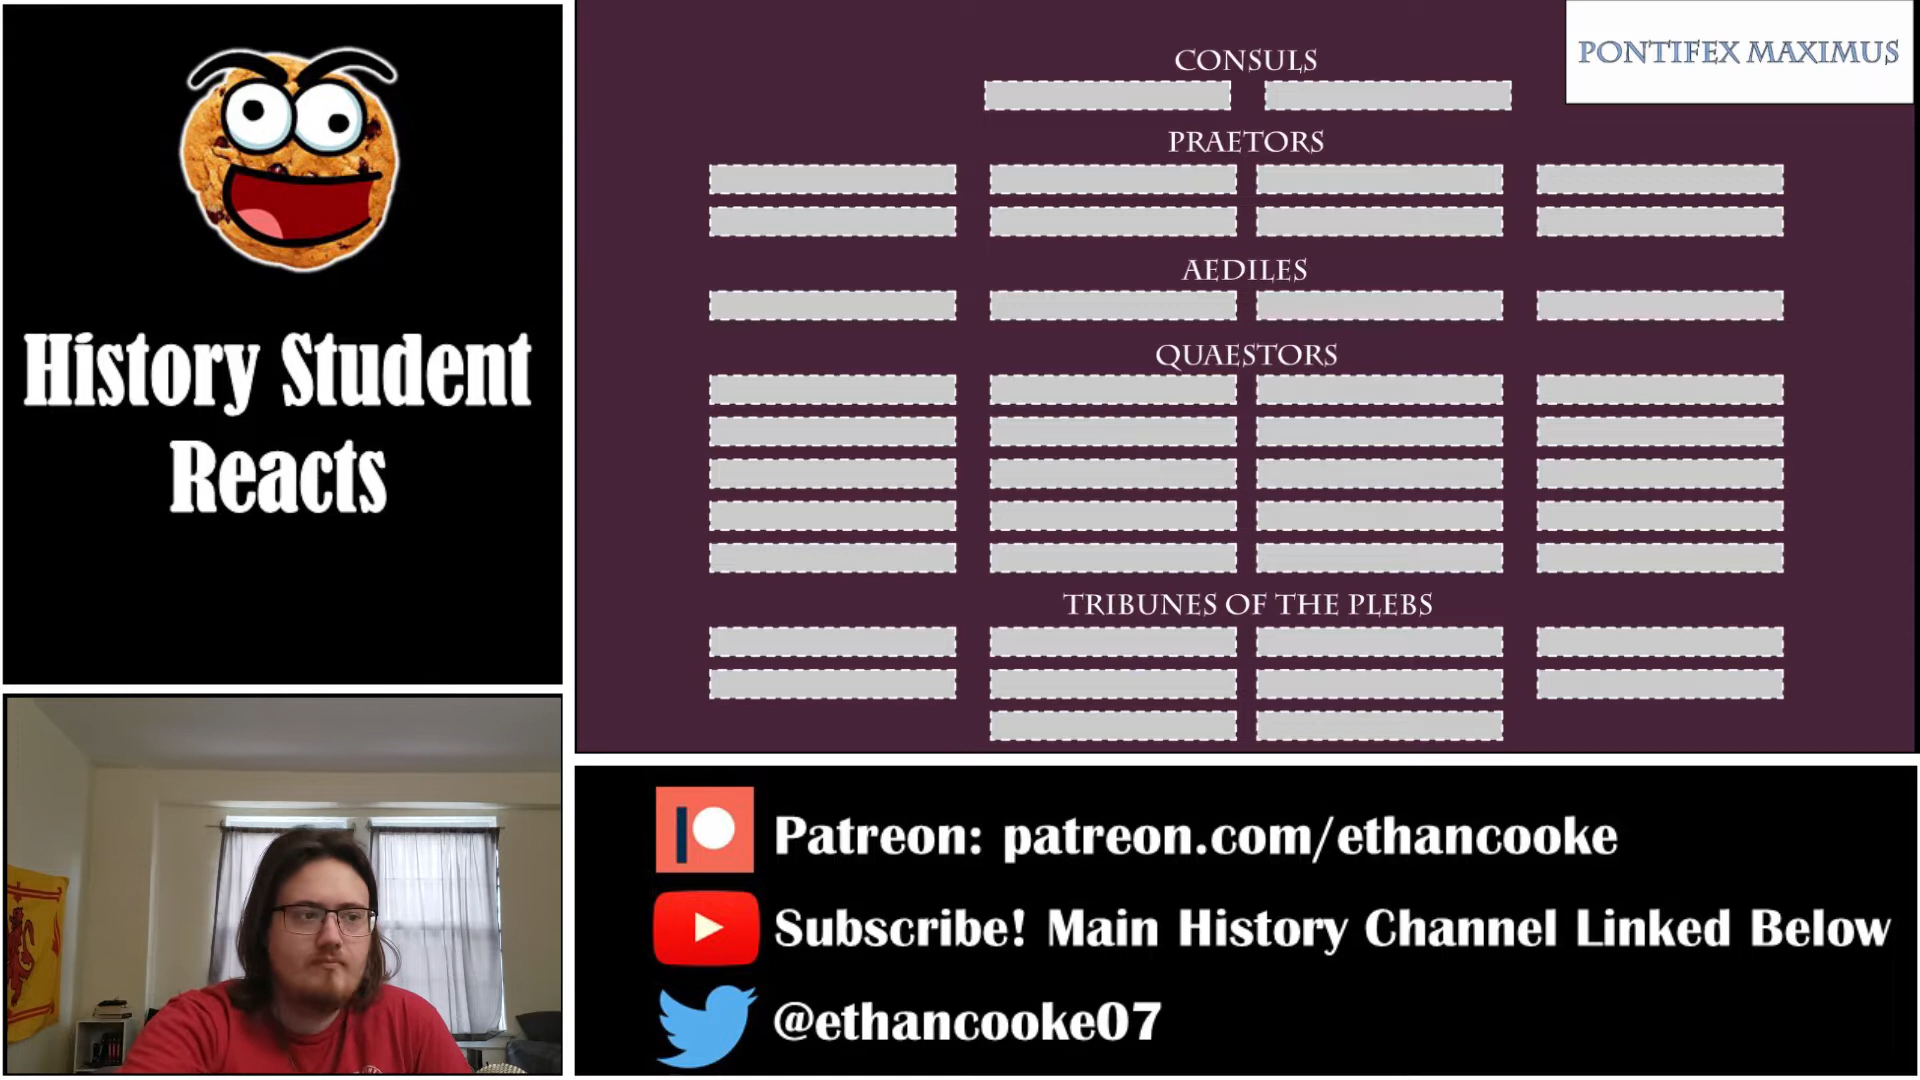 History Student
Reacts
CONSULS
PONTIFEX MAXIMUS
PRAETORS
AEDILES
QUAESTORS
TRIBUNES OF THE PLEBS
Patreon: patreon.com/ethancooke
Subscribe! Main History Channel Linked Below
@ethancooke07